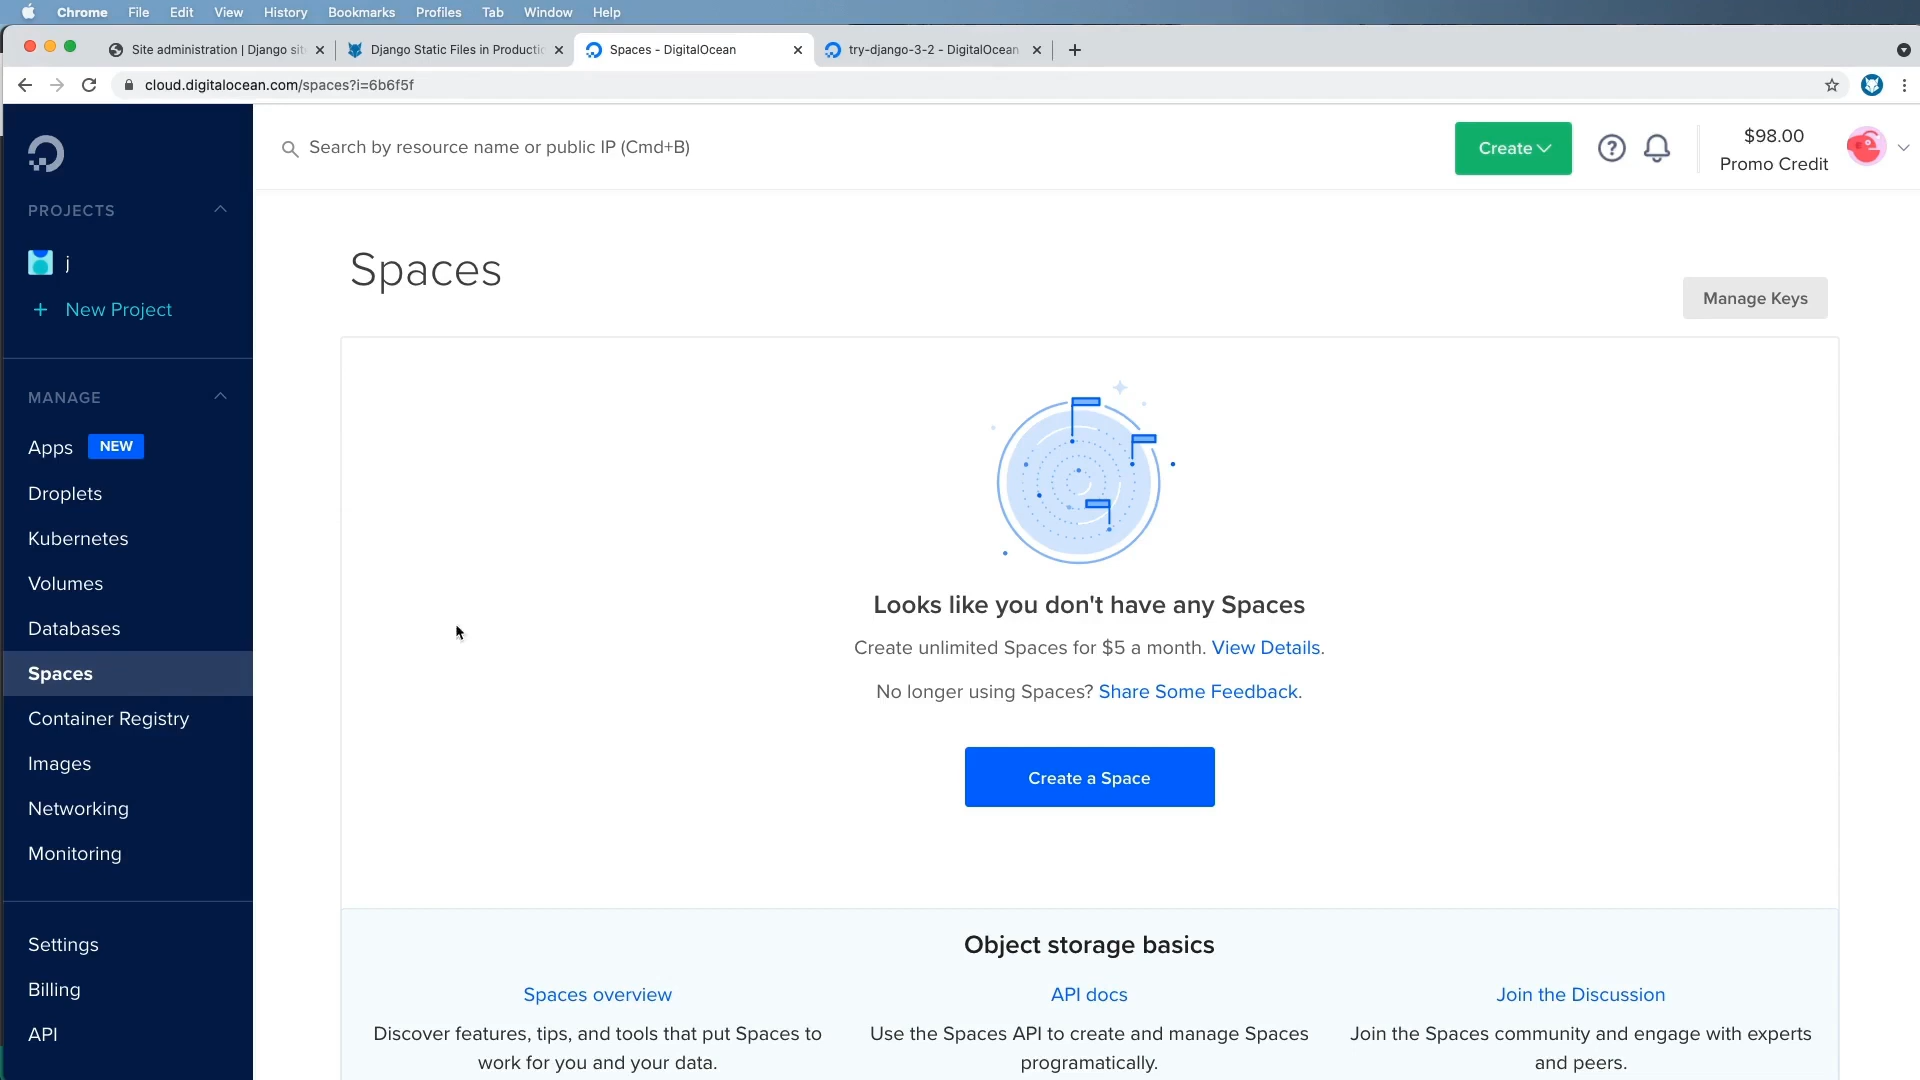 Chrome File Edit View History Bookmarks Profiles Tab Window Help
Site administration | Django sit
Django Static Files in Productic
Spaces - DigitalOcean
try-django-3-2 - DigitalOcean
cloud.digitalocean.com/spaces?i=6b6f5f
Search by resource name or public IP (Cmd+B)
Create
$98.00
Promo Credit
PROJECTS
j
+ New Project
MANAGE
Apps NEW
Droplets
Kubernetes
Volumes
Databases
Spaces
Container Registry
Images
Networking
Monitoring
Settings
Billing
API
Spaces
Manage Keys
Looks like you don't have any Spaces
Create unlimited Spaces for $5 a month. View Details.
No longer using Spaces? Share Some Feedback.
Create a Space
Object storage basics
Spaces overview
Discover features, tips, and tools that put Spaces to
work for you and your data.
API docs
Use the Spaces API to create and manage Spaces
programatically.
Join the Discussion
Join the Spaces community and engage with experts
and peers.